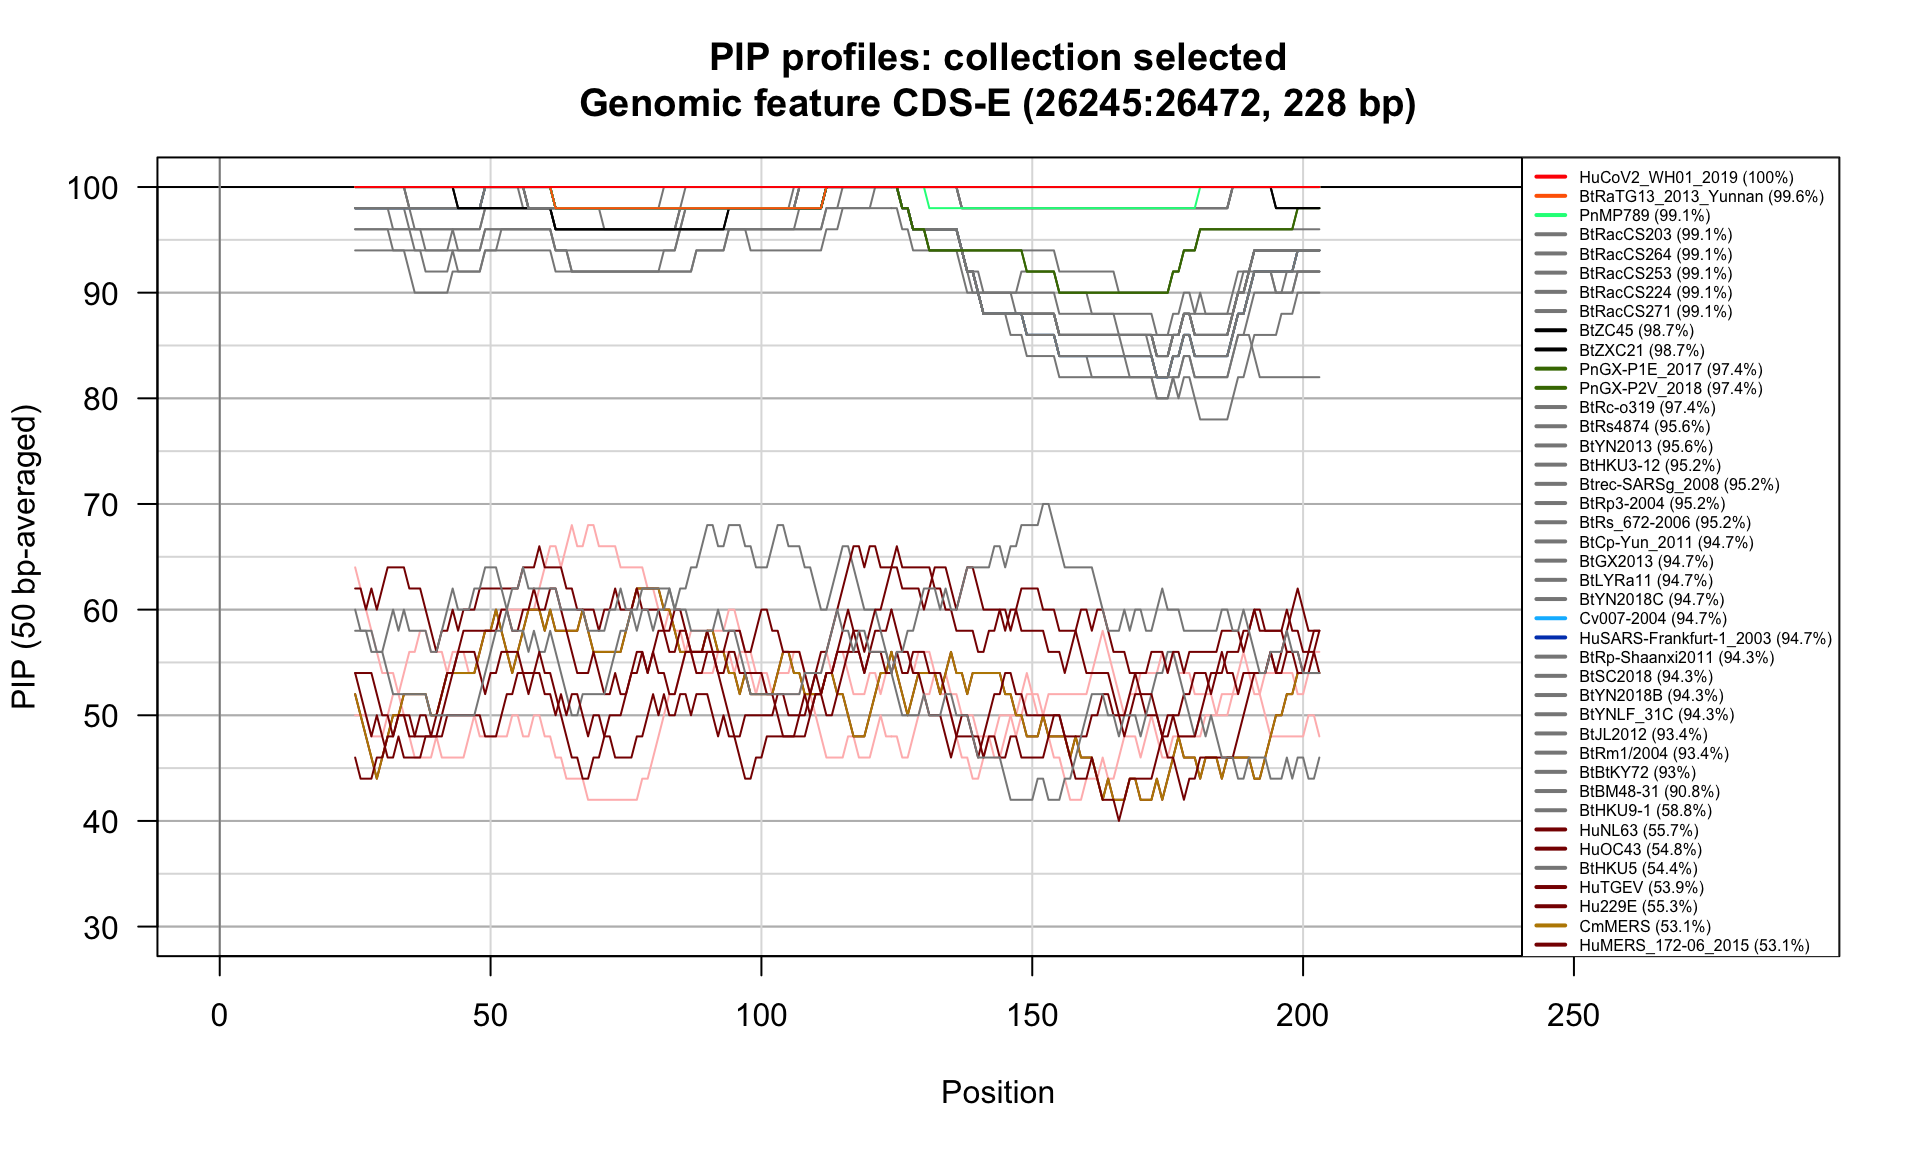 PIP profiles: collection selected
Genomic feature CDS-E (26245:26472, 228 bp)
PIP (50 bp-averaged)
100
90
80
70
60
50
40
30
0
50
100
150
200
250
Position
HuCoV2_WH01_2019 (100%)
BtRaTG13_2013_Yunnan (99.6%)
PnMP789 (99.1%)
BtRacCS203 (99.1%)
BtRacCS264 (99.1%)
BtRacCS253 (99.1%)
BtRacCS224 (99.1%)
BtRacCS271 (99.1%)
BtZC45 (98.7%)
BtZXC21 (98.7%)
PnGX-P1E_2017 (97.4%)
PnGX-P2V_2018 (97.4%)
BtRc-o319 (97.4%)
BtRs4874 (95.6%)
BtYN2013 (95.6%)
BtHKU3-12 (95.2%)
Btrec-SARSg_2008 (95.2%)
BtRp3-2004 (95.2%)
BtRs_672-2006 (95.2%)
BtCp-Yun_2011 (94.7%)
BtGX2013 (94.7%)
BtLYRa11 (94.7%)
BtYN2018C (94.7%)
Cv007-2004 (94.7%)
HuSARS-Frankfurt-1_2003 (94.7%)
BtRp-Shaanxi2011 (94.3%)
BtSC2018 (94.3%)
BtYN2018B (94.3%)
BtYNLF_31C (94.3%)
BtJL2012 (93.4%)
BtRm1/2004 (93.4%)
BtBtKY72 (93%)
BtBM48-31 (90.8%)
BtHKU9-1 (58.8%)
HuNL63 (55.7%)
HuOC43 (54.8%)
BtHKU5 (54.4%)
HuTGEV (53.9%)
Hu229E (55.3%)
CmMERS (53.1%)
HuMERS_172-06_2015 (53.1%)